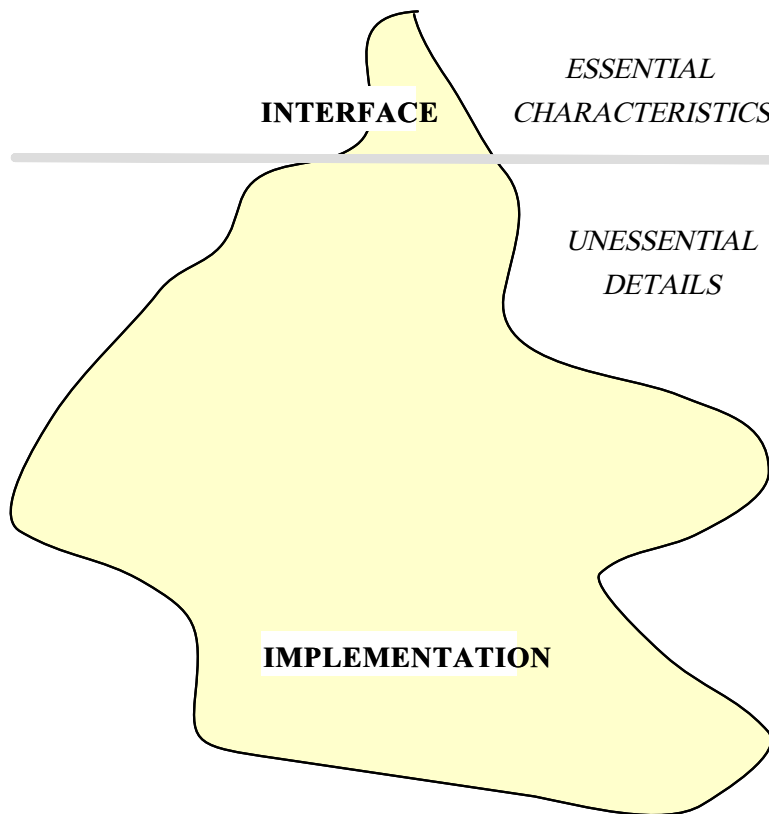 ESSENTIAL
INTERFACE CHARACTERISTICS
UNESSENTIAL
DETAILS
IMPLEMENTATION